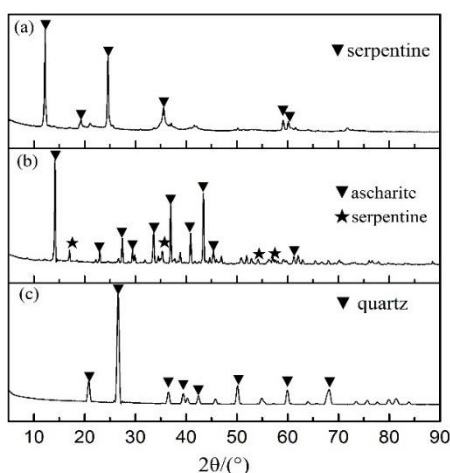 (a)
▼ serpentine
(b)
▼ ascharite
★ serpentine
(c)
▼ quartz
10 20 30 40 50 60 70 80 90
2θ/(°)